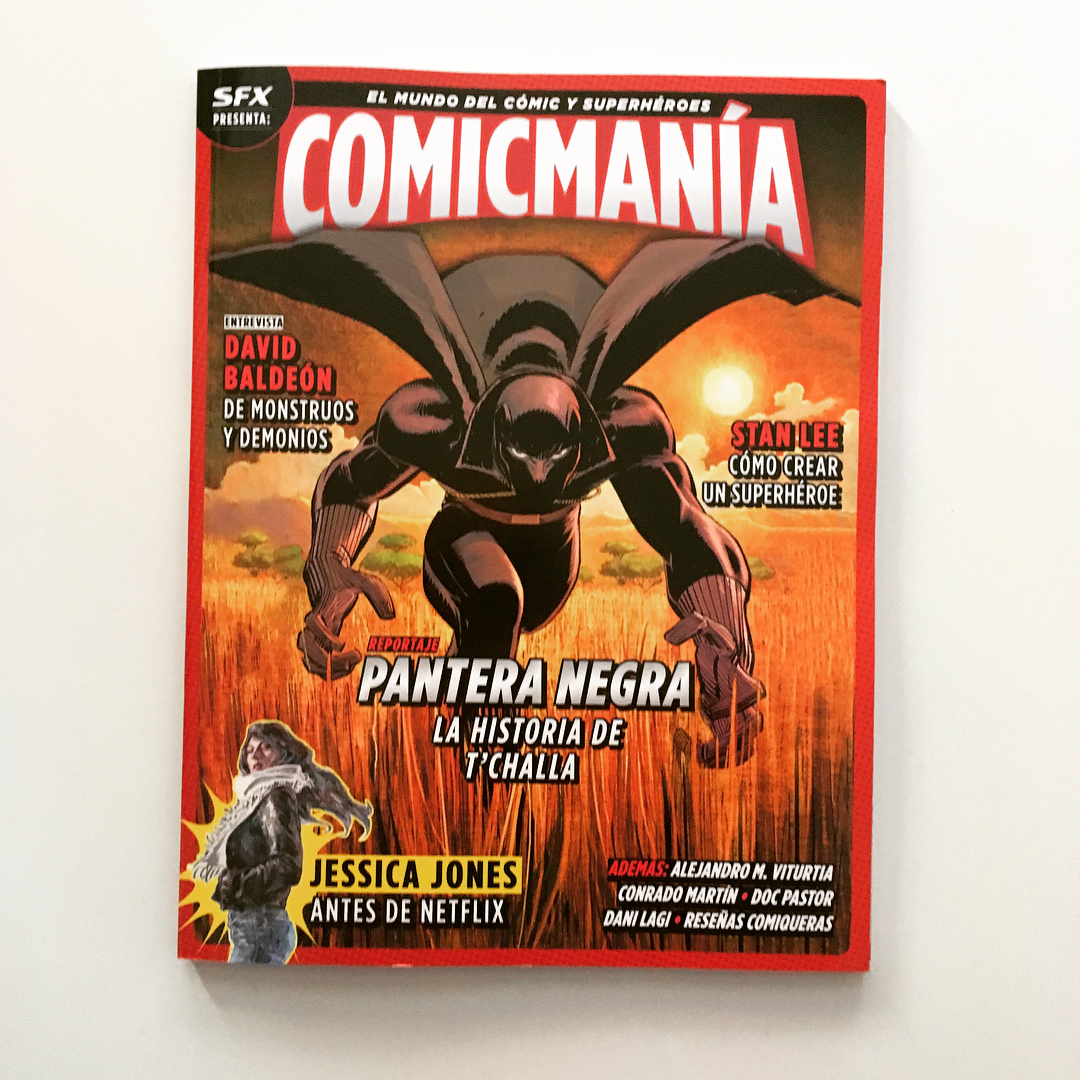 SFX
PRESENTA:
EL MUNDO DEL CÓMIC Y SUPERHÉROES
COMICMANÍA
ENTREVISTA
DAVID
BALDEÓN
DE MONSTRUOS
Y DEMONIOS
STAN LEE
CÓMO CREAR
UN SUPERHÉROE
REPORTAJE
PANTERA NEGRA
LA HISTORIA DE
T'CHALLA
JESSICA JONES
ANTES DE NETFLIX
ADEMÁS: ALEJANDRO M. VITURTIA
CONRADO MARTÍN • DOC PASTOR
DANI LAGI • RESEÑAS COMIQUERAS